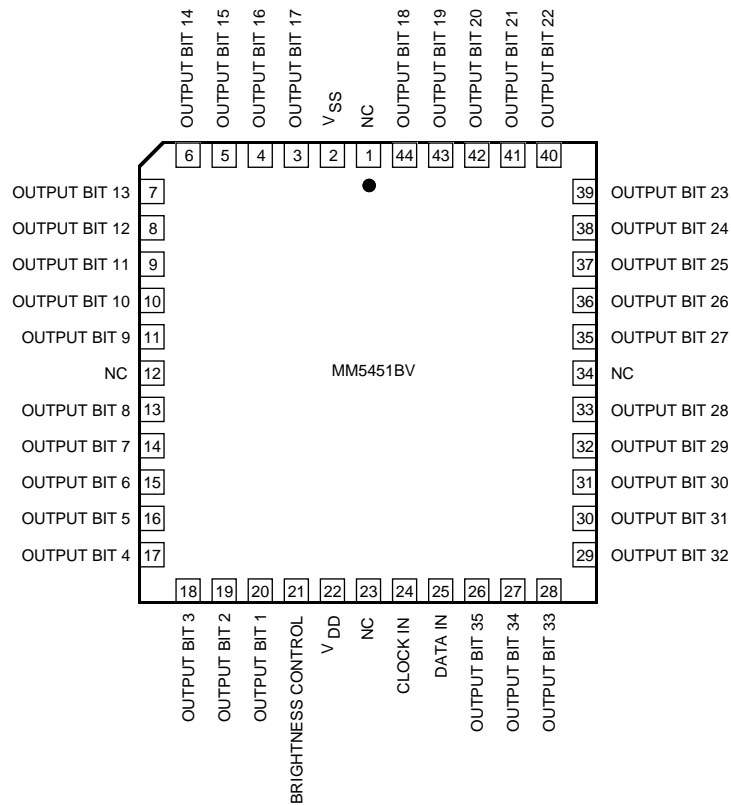 OUTPUT BIT 14
OUTPUT BIT 15
OUTPUT BIT 16
OUTPUT BIT 17
VSS
NC
OUTPUT BIT 18
OUTPUT BIT 19
OUTPUT BIT 20
OUTPUT BIT 21
OUTPUT BIT 22
6 5 4 3 2 1 44 43 42 41 40
OUTPUT BIT 13 7
39 OUTPUT BIT 23
OUTPUT BIT 12 8
38 OUTPUT BIT 24
OUTPUT BIT 11 9
37 OUTPUT BIT 25
OUTPUT BIT 10 10
36 OUTPUT BIT 26
OUTPUT BIT 9 11
35 OUTPUT BIT 27
NC 12
MM5451BV
34 NC
OUTPUT BIT 8 13
33 OUTPUT BIT 28
OUTPUT BIT 7 14
32 OUTPUT BIT 29
OUTPUT BIT 6 15
31 OUTPUT BIT 30
OUTPUT BIT 5 16
30 OUTPUT BIT 31
OUTPUT BIT 4 17
29 OUTPUT BIT 32
18 19 20 21 22 23 24 25 26 27 28
OUTPUT BIT 3
OUTPUT BIT 2
OUTPUT BIT 1
BRIGHTNESS CONTROL
VDD
NC
CLOCK IN
DATA IN
OUTPUT BIT 35
OUTPUT BIT 34
OUTPUT BIT 33